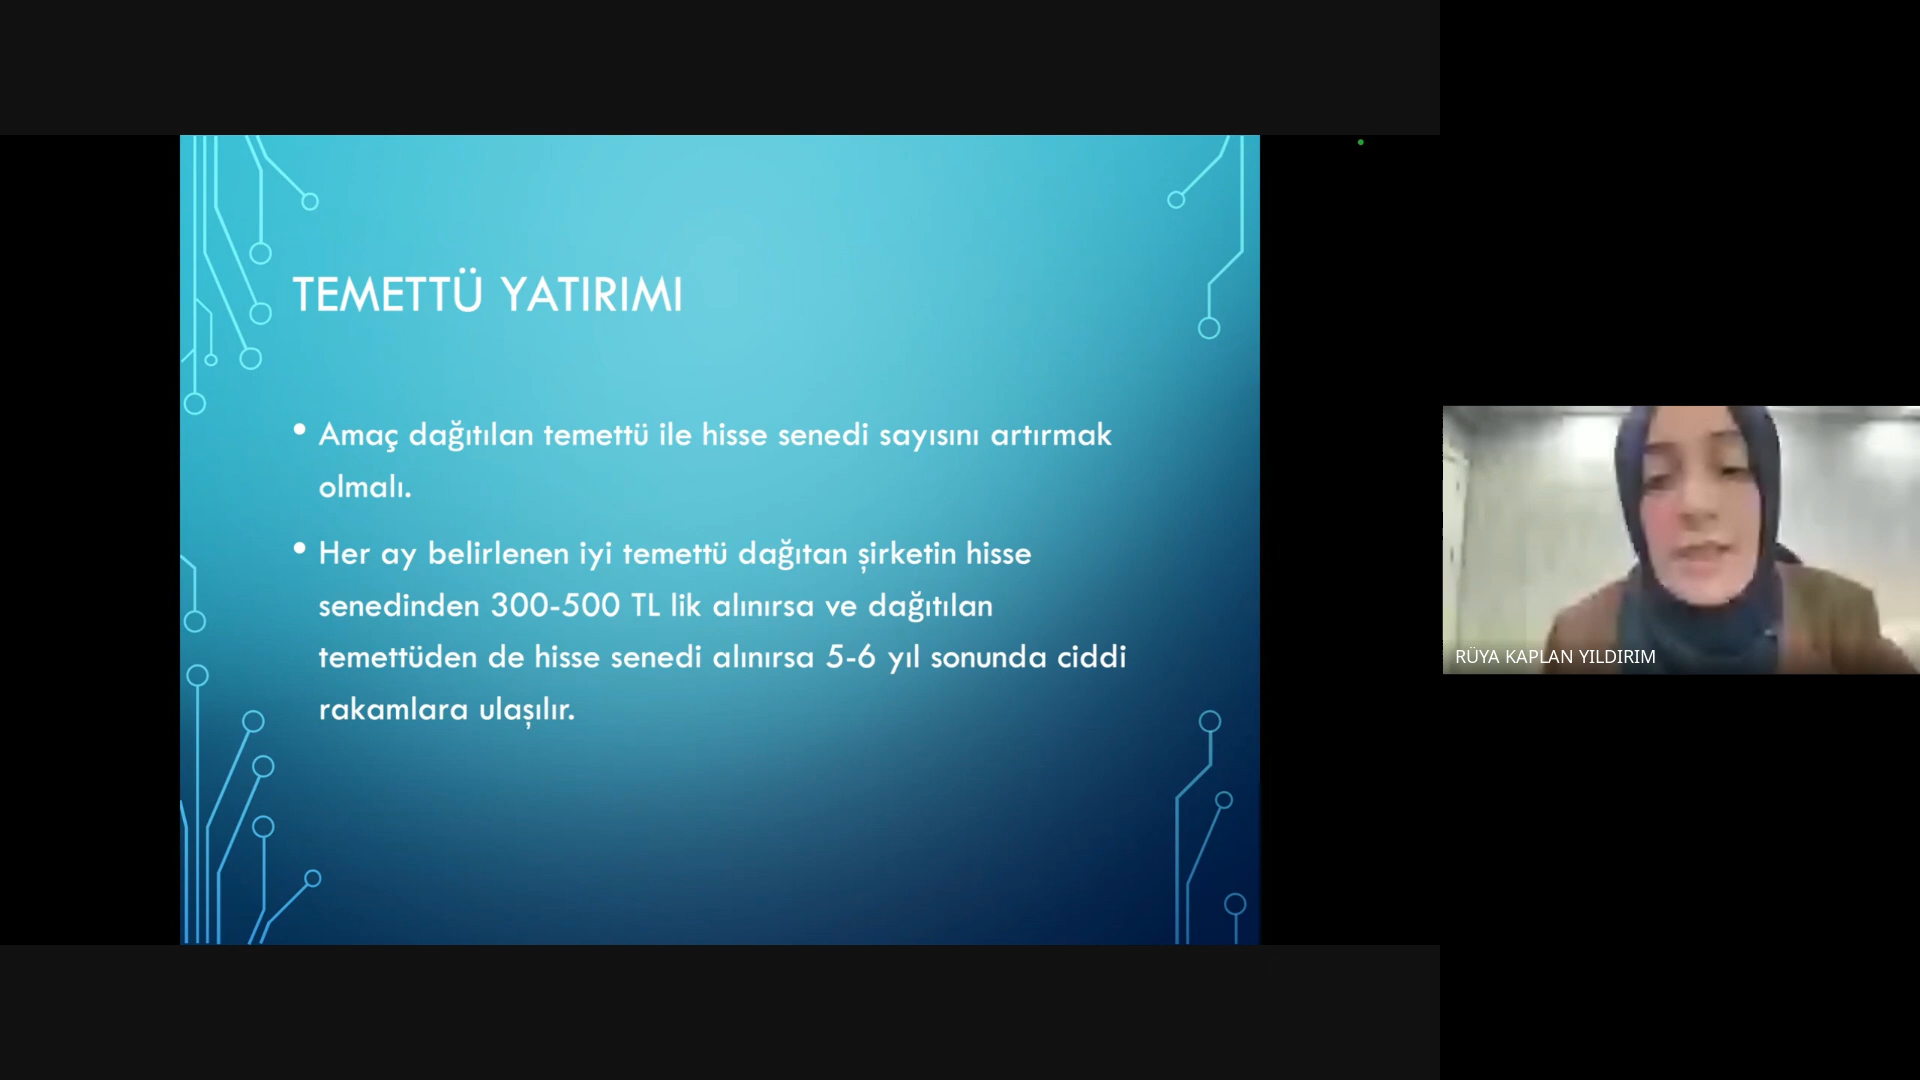 TEMETTÜ YATIRIMI
• Amaç dağıtılan temettü ile hisse senedi sayısını artırmak
olmalı.
• Her ay belirlenen iyi temettü dağıtan şirketin hisse
senedinden 300-500 TL lik alınırsa ve dağıtılan
temettüden de hisse senedi alınırsa 5-6 yıl sonunda ciddi
rakamlara ulaşılır.
RÜYA KAPLAN YILDIRIM